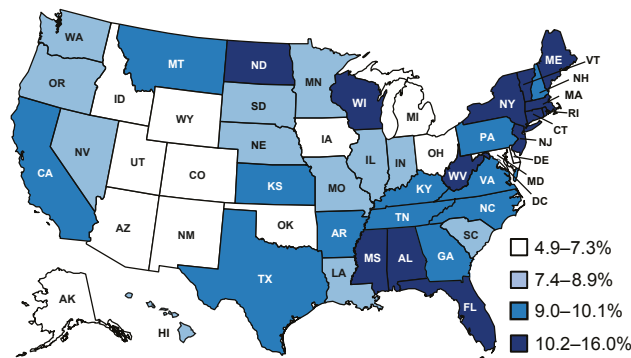 WA
MT
ND
MN
ME
VT
NH
MA
RI
CT
NJ
DE
MD
DC
OR
ID
WY
SD
WI
MI
NY
PA
NV
UT
CO
NE
IA
IL
IN
OH
WV
VA
CA
KS
MO
KY
NC
AZ
NM
OK
AR
TN
SC
TX
LA
MS
AL
GA
FL
AK
HI
4.9–7.3%
7.4–8.9%
9.0–10.1%
10.2–16.0%